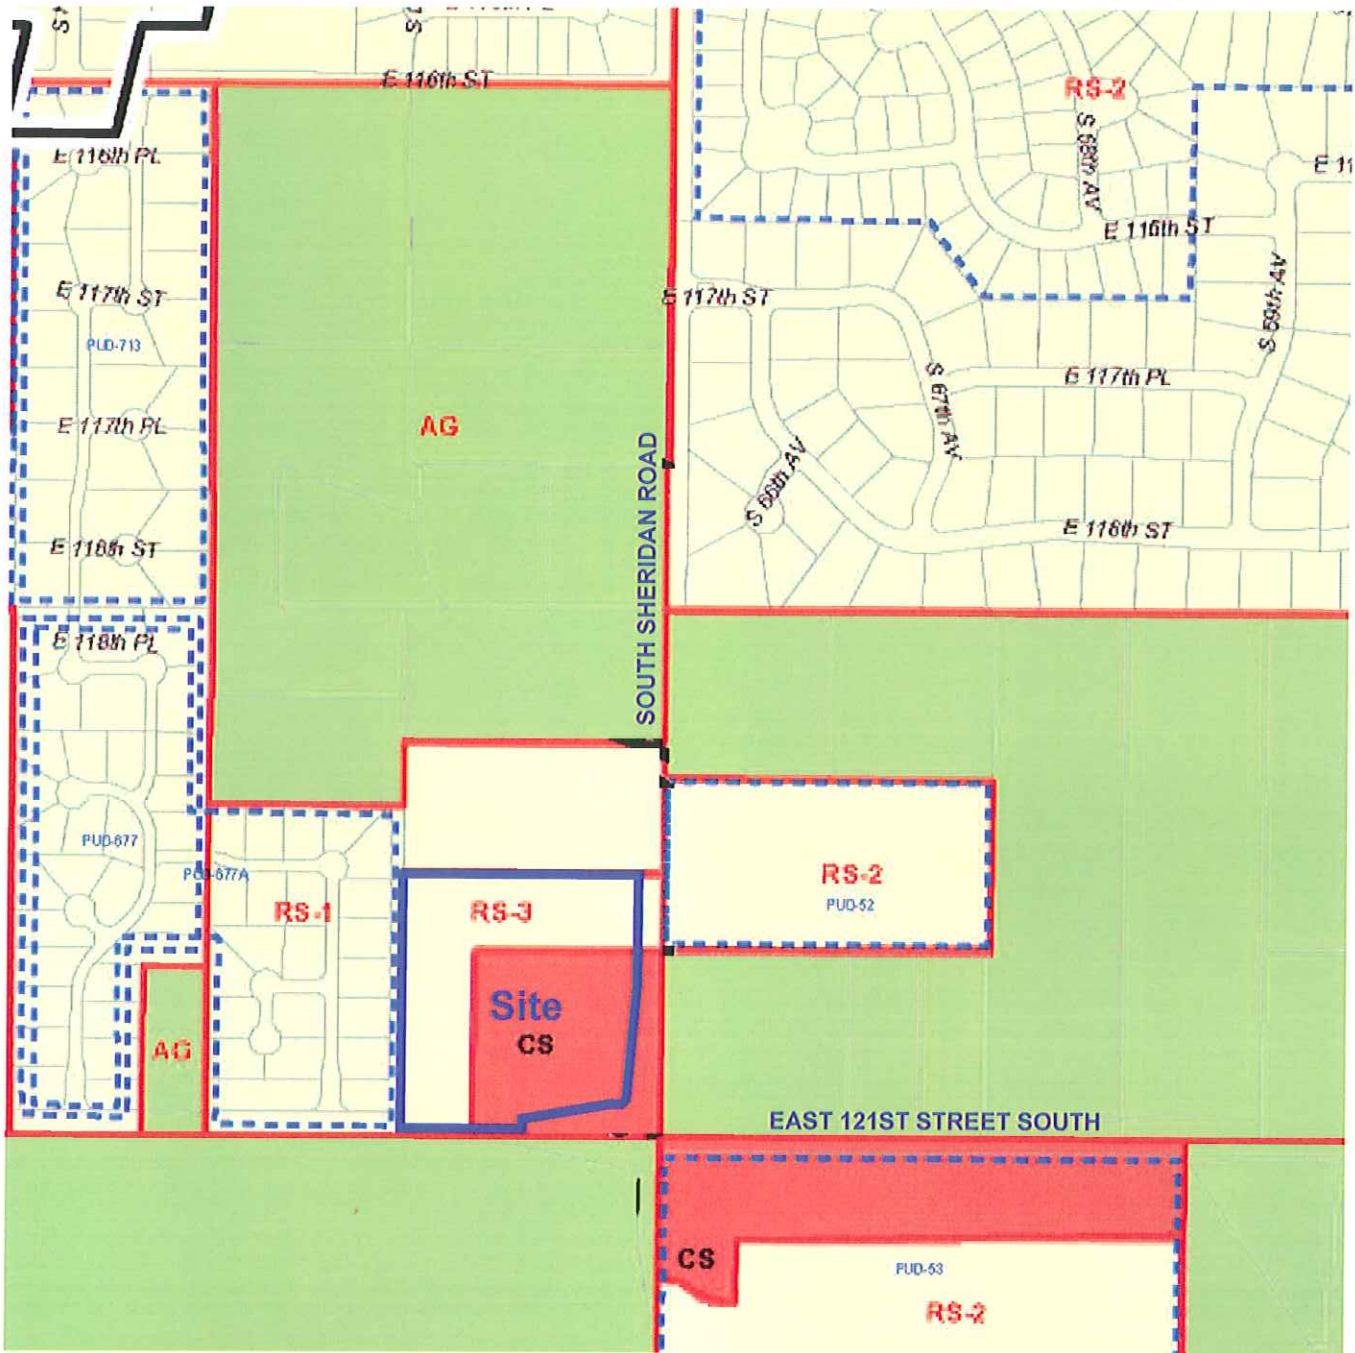 E 116th ST
RS-2
E 116th PL
S 68th AV
E 11
E 116th ST
E 117th ST
E 117th ST
S 69th AV
PUD-713
S 67th AV
E 117th PL
AG
E 117th PL
SOUTH SHERIDAN ROAD
S 66th AV
E 118th ST
E 118th ST
E 118th PL
PUD-677
PUD-677A
RS-2
PUD-52
RS-1
RS-3
Site
CS
AG
EAST 121ST STREET SOUTH
CS
PUD-53
RS-2